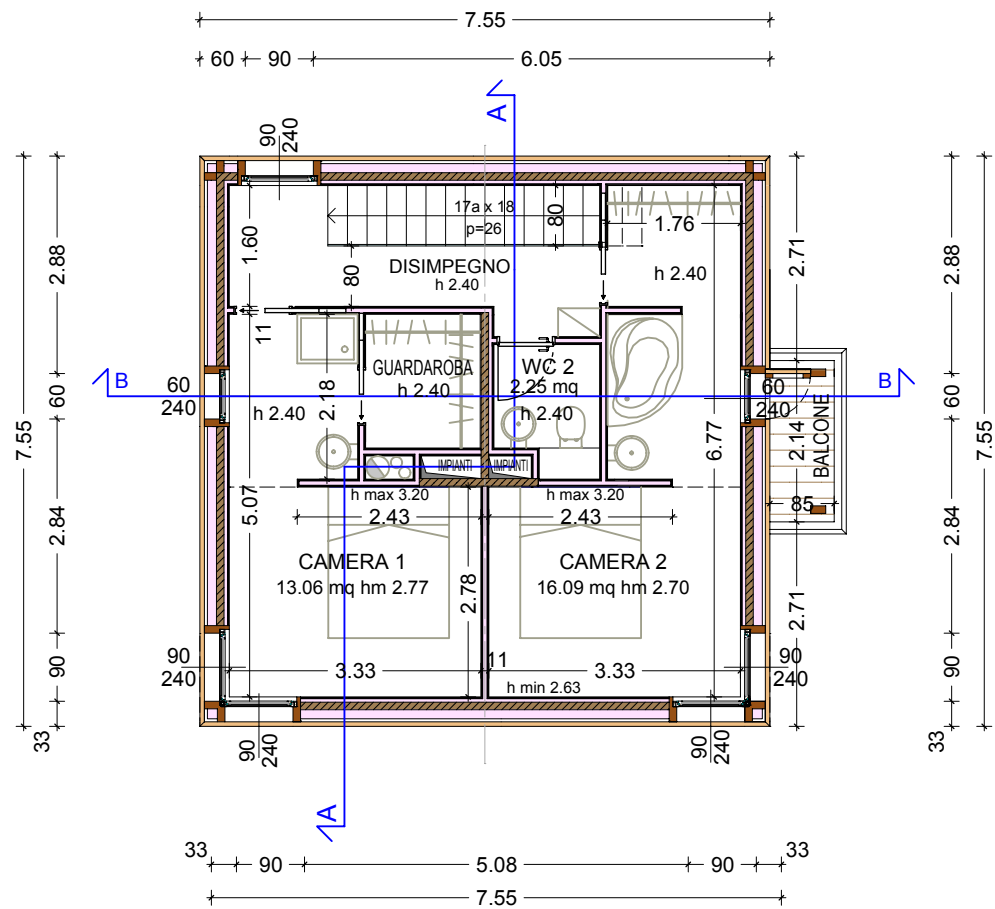 7.55
60
90
6.05
A
90
240
17a x 18
p=26
80
1.76
1.60
80
DISIMPEGNO
h 2.40
h 2.40
2.88
2.71
2.88
11
GUARDAROBA
h 2.40
WC 2
2.25 mq
h 2.40
B
60
240
h 2.40
2.18
60
240
B
60
60
7.55
6.77
2.14
BALCONE
7.55
IMPIANTI
IMPIANTI
85
h max 3.20
h max 3.20
2.43
2.43
5.07
2.84
2.84
CAMERA 1
13.06 mq hm 2.77
2.78
CAMERA 2
16.09 mq hm 2.70
2.71
90
240
3.33
11
3.33
90
240
90
90
h min 2.63
33
90
240
90
240
33
A
33
90
5.08
90
33
7.55